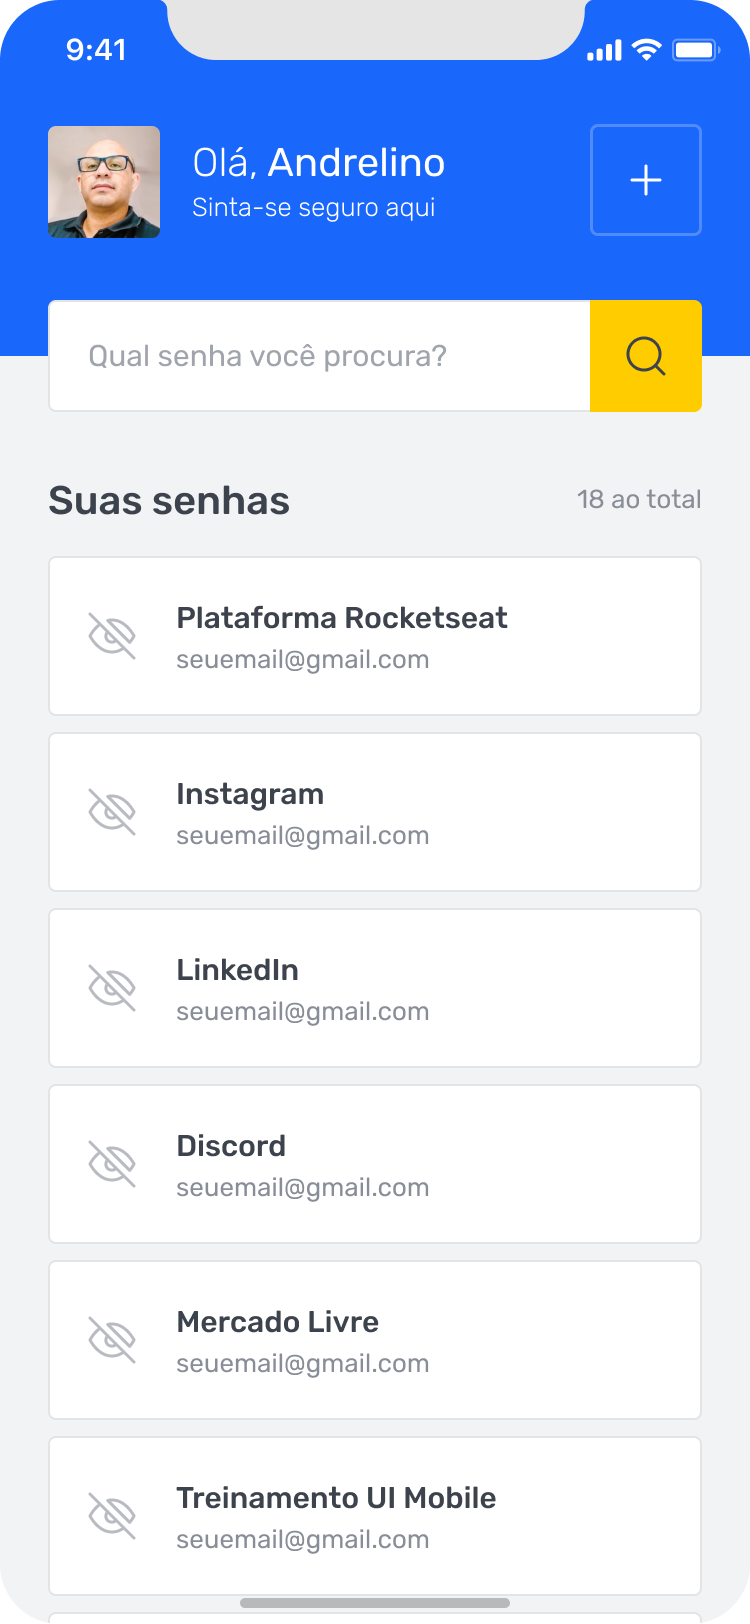 9:41
Olá, Andrelino
Sinta-se seguro aqui
Qual senha você procura?
Suas senhas
18 ao total
Plataforma Rocketseat
seuemail@gmail.com
Instagram
seuemail@gmail.com
LinkedIn
seuemail@gmail.com
Discord
seuemail@gmail.com
Mercado Livre
seuemail@gmail.com
Treinamento UI Mobile
seuemail@gmail.com